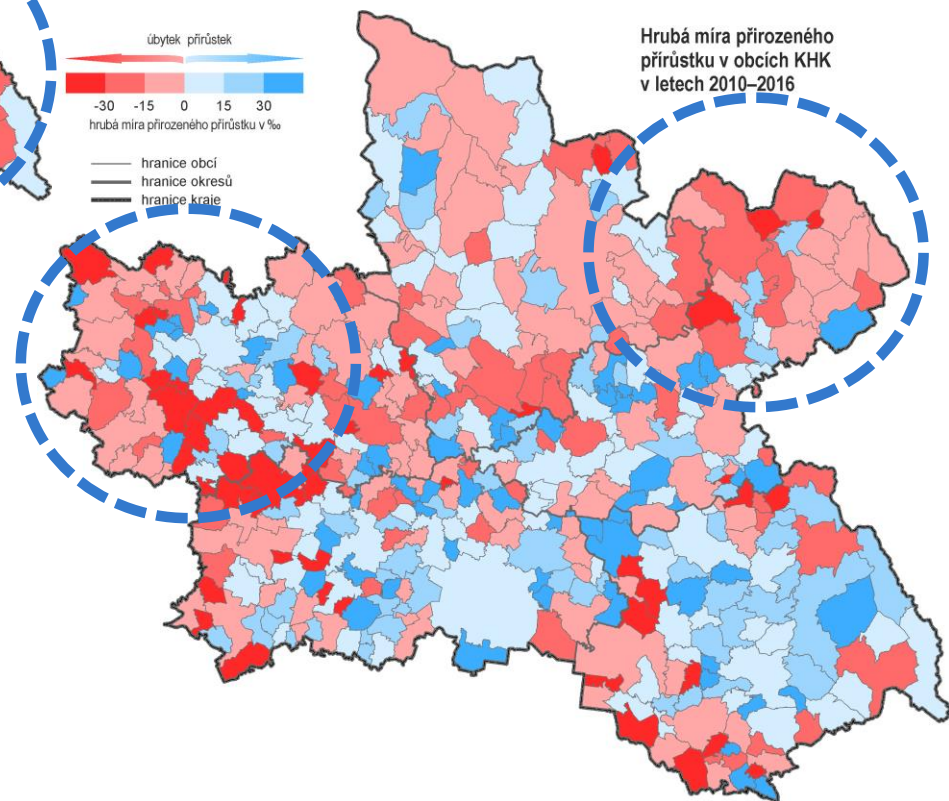 Hrubá míra přirozeného
přírůstku v obcích KHK
v letech 2010–2016
úbytek přírůstek
-30 -15 0 15 30
hrubá míra přirozeného přírůstku v ‰
hranice obcí
hranice okresů
hranice kraje